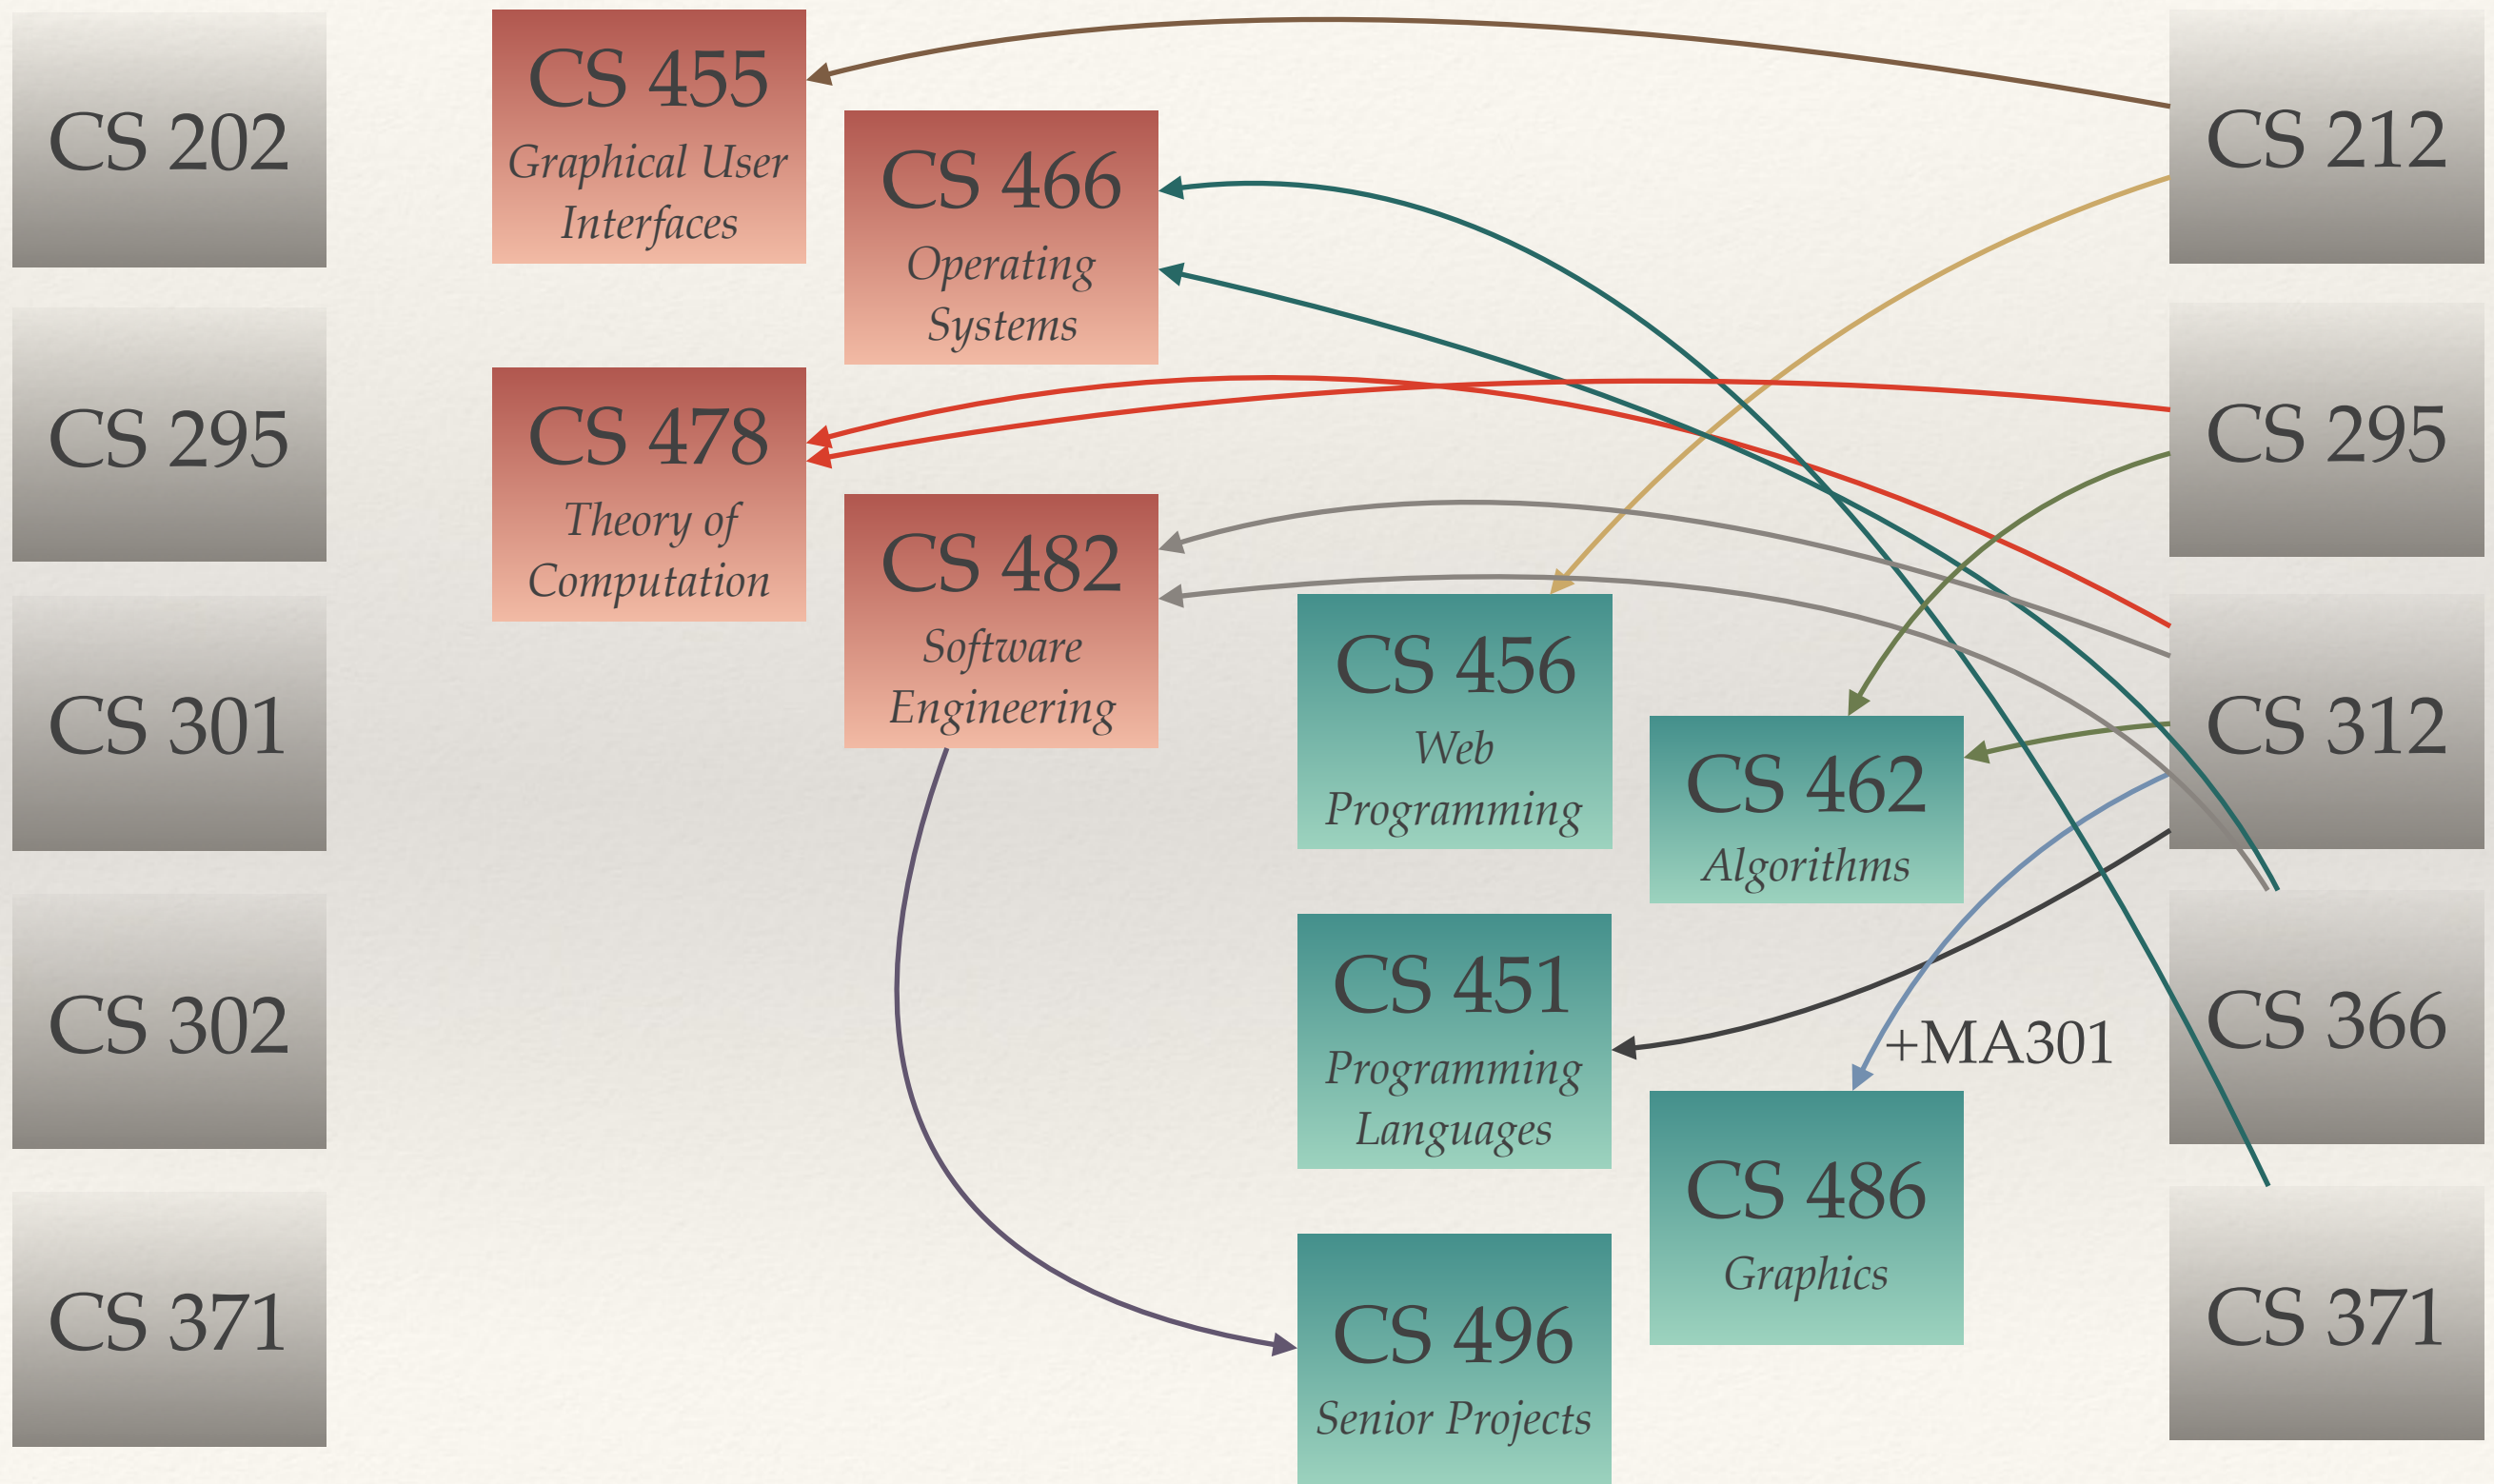 CS 202
CS 295
CS 301
CS 302
CS 371
CS 455
Graphical User
Interfaces
CS 466
Operating
Systems
CS 478
Theory of
Computation
CS 482
Software
Engineering
CS 456
Web
Programming
CS 462
Algorithms
CS 451
Programming
Languages
+MA301
CS 486
Graphics
CS 496
Senior Projects
CS 212
CS 295
CS 312
CS 366
CS 371